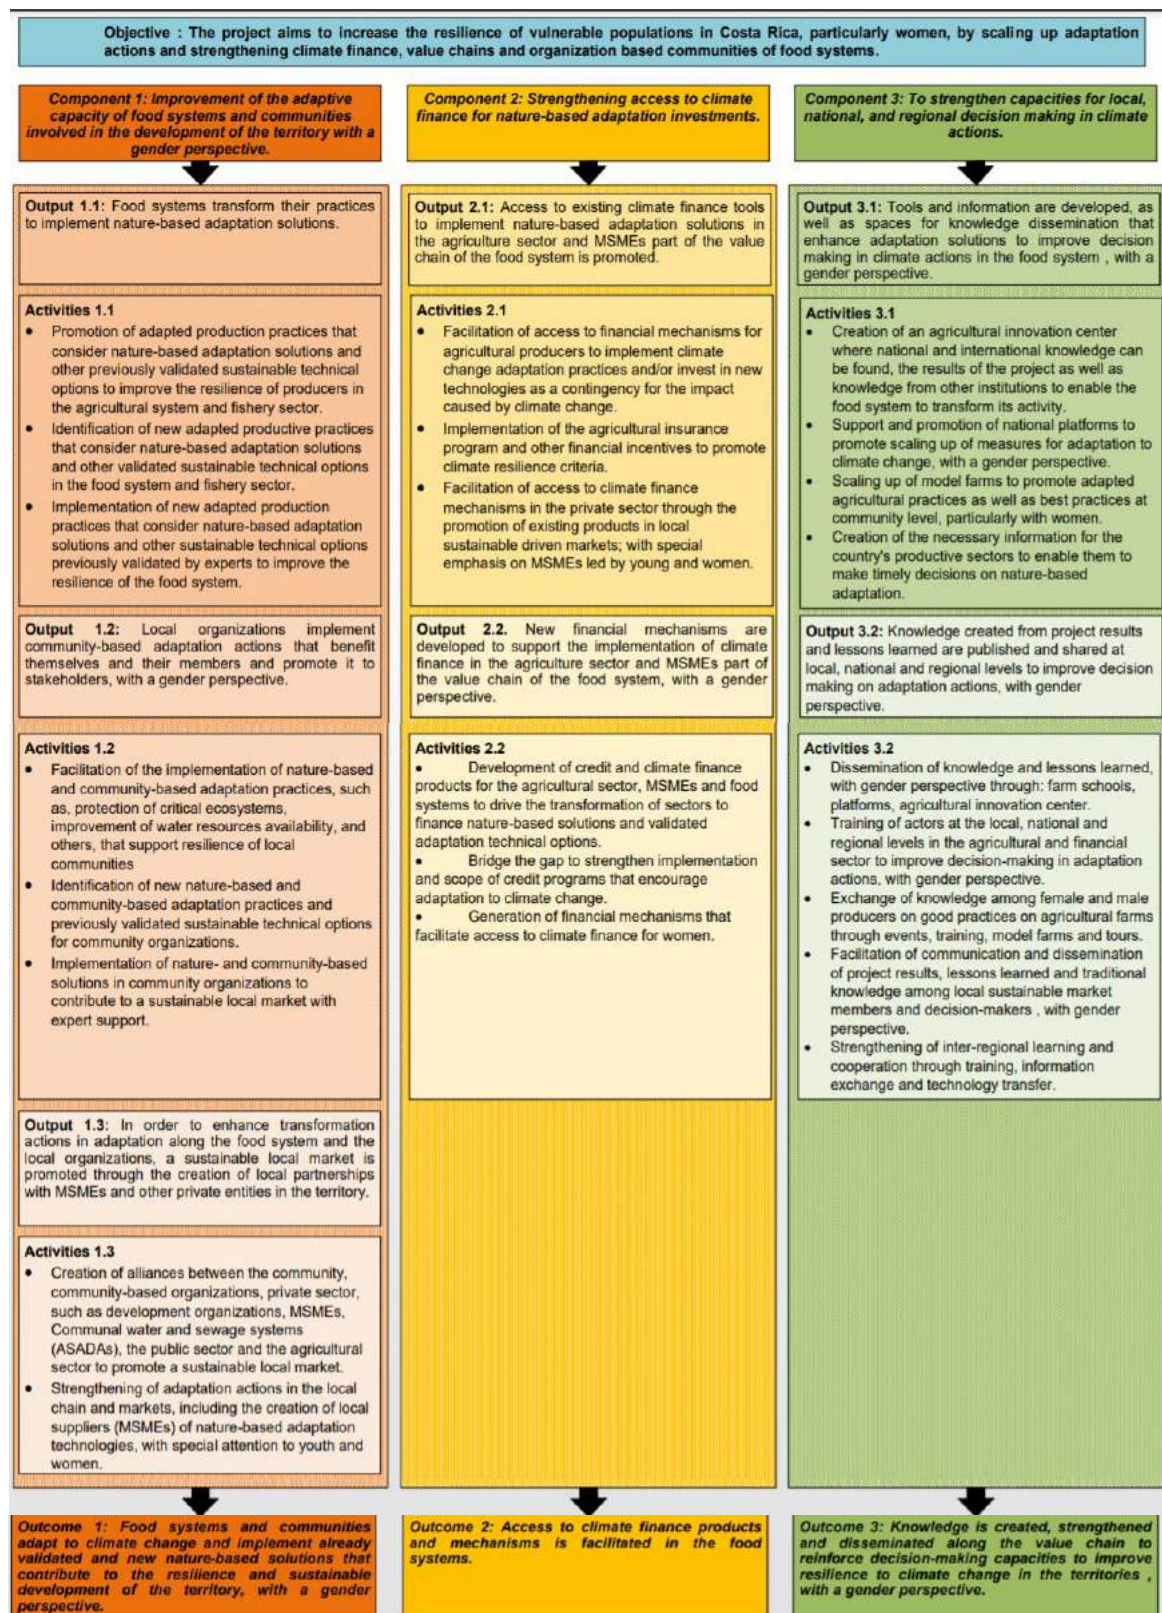 Objective : The project aims to increase the resilience of vulnerable populations in Costa Rica, particularly women, by scaling up adaptation
actions and strengthening climate finance, value chains and organization based communities of food systems.
Component 1: Improvement of the adaptive
capacity of food systems and communities
involved in the development of the territory with a
gender perspective.
Output 1.1: Food systems transform their practices
to implement nature-based adaptation solutions.
Activities 1.1
• Promotion of adapted production practices that
consider nature-based adaptation solutions and
other previously validated sustainable technical
options to improve the resilience of producers in
the agricultural system and fishery sector.
• Identification of new adapted productive practices
that consider nature-based adaptation solutions
and other validated sustainable technical options
in the food system and fishery sector.
• Implementation of new adapted production
practices that consider nature-based adaptation
solutions and other sustainable technical options
previously validated by experts to improve the
resilience of the food system.
Output 1.2: Local organizations implement
community-based adaptation actions that benefit
themselves and their members and promote it to
stakeholders, with a gender perspective.
Activities 1.2
• Facilitation of the implementation of nature-based
and community-based adaptation practices, such
as, protection of critical ecosystems,
improvement of water resources availability, and
others, that support resilience of local
communities
• Identification of new nature-based and
community-based adaptation practices and
previously validated sustainable technical options
for community organizations.
• Implementation of nature- and community-based
solutions in community organizations to
contribute to a sustainable local market with
expert support.
Output 1.3: In order to enhance transformation
actions in adaptation along the food system and the
local organizations, a sustainable local market is
promoted through the creation of local partnerships
with MSMEs and other private entities in the territory.
Activities 1.3
• Creation of alliances between the community,
community-based organizations, private sector,
such as development organizations, MSMEs,
Communal water and sewage systems
(ASADAs), the public sector and the agricultural
sector to promote a sustainable local market.
• Strengthening of adaptation actions in the local
chain and markets, including the creation of local
suppliers (MSMEs) of nature-based adaptation
technologies, with special attention to youth and
women.
Outcome 1: Food systems and communities
adapt to climate change and implement already
validated and new nature-based solutions that
contribute to the resilience and sustainable
development of the territory, with a gender
perspective.
Component 2: Strengthening access to climate
finance for nature-based adaptation investments.
Output 2.1: Access to existing climate finance tools
to implement nature-based adaptation solutions in
the agriculture sector and MSMEs part of the value
chain of the food system is promoted.
Activities 2.1
• Facilitation of access to financial mechanisms for
agricultural producers to implement climate
change adaptation practices and/or invest in new
technologies as a contingency for the impact
caused by climate change.
• Implementation of the agricultural insurance
program and other financial incentives to promote
climate resilience criteria.
• Facilitation of access to climate finance
mechanisms in the private sector through the
promotion of existing products in local
sustainable driven markets; with special
emphasis on MSMEs led by young and women.
Output 2.2. New financial mechanisms are
developed to support the implementation of climate
finance in the agriculture sector and MSMEs part of
the value chain of the food system, with a gender
perspective.
Activities 2.2
• Development of credit and climate finance
products for the agricultural sector, MSMEs and food
systems to drive the transformation of sectors to
finance nature-based solutions and validated
adaptation technical options.
• Bridge the gap to strengthen implementation
and scope of credit programs that encourage
adaptation to climate change.
• Generation of financial mechanisms that
facilitate access to climate finance for women.
Outcome 2: Access to climate finance products
and mechanisms is facilitated in the food
systems.
Component 3: To strengthen capacities for local,
national, and regional decision making in climate
actions.
Output 3.1: Tools and information are developed, as
well as spaces for knowledge dissemination that
enhance adaptation solutions to improve decision
making in climate actions in the food system , with a
gender perspective.
Activities 3.1
• Creation of an agricultural innovation center
where national and international knowledge can
be found, the results of the project as well as
knowledge from other institutions to enable the
food system to transform its activity.
• Support and promotion of national platforms to
promote scaling up of measures for adaptation to
climate change, with a gender perspective.
• Scaling up of model farms to promote adapted
agricultural practices as well as best practices at
community level, particularly with women.
• Creation of the necessary information for the
country's productive sectors to enable them to
make timely decisions on nature-based
adaptation.
Output 3.2: Knowledge created from project results
and lessons learned are published and shared at
local, national and regional levels to improve decision
making on adaptation actions, with gender
perspective.
Activities 3.2
• Dissemination of knowledge and lessons learned,
with gender perspective through: farm schools,
platforms, agricultural innovation center.
• Training of actors at the local, national and
regional levels in the agricultural and financial
sector to improve decision-making in adaptation
actions, with gender perspective.
• Exchange of knowledge among female and male
producers on good practices on agricultural farms
through events, training, model farms and tours.
• Facilitation of communication and dissemination
of project results, lessons learned and traditional
knowledge among local sustainable market
members and decision-makers , with gender
perspective.
• Strengthening of inter-regional learning and
cooperation through training, information
exchange and technology transfer.
Outcome 3: Knowledge is created, strengthened
and disseminated along the value chain to
reinforce decision-making capacities to improve
resilience to climate change in the territories ,
with a gender perspective.